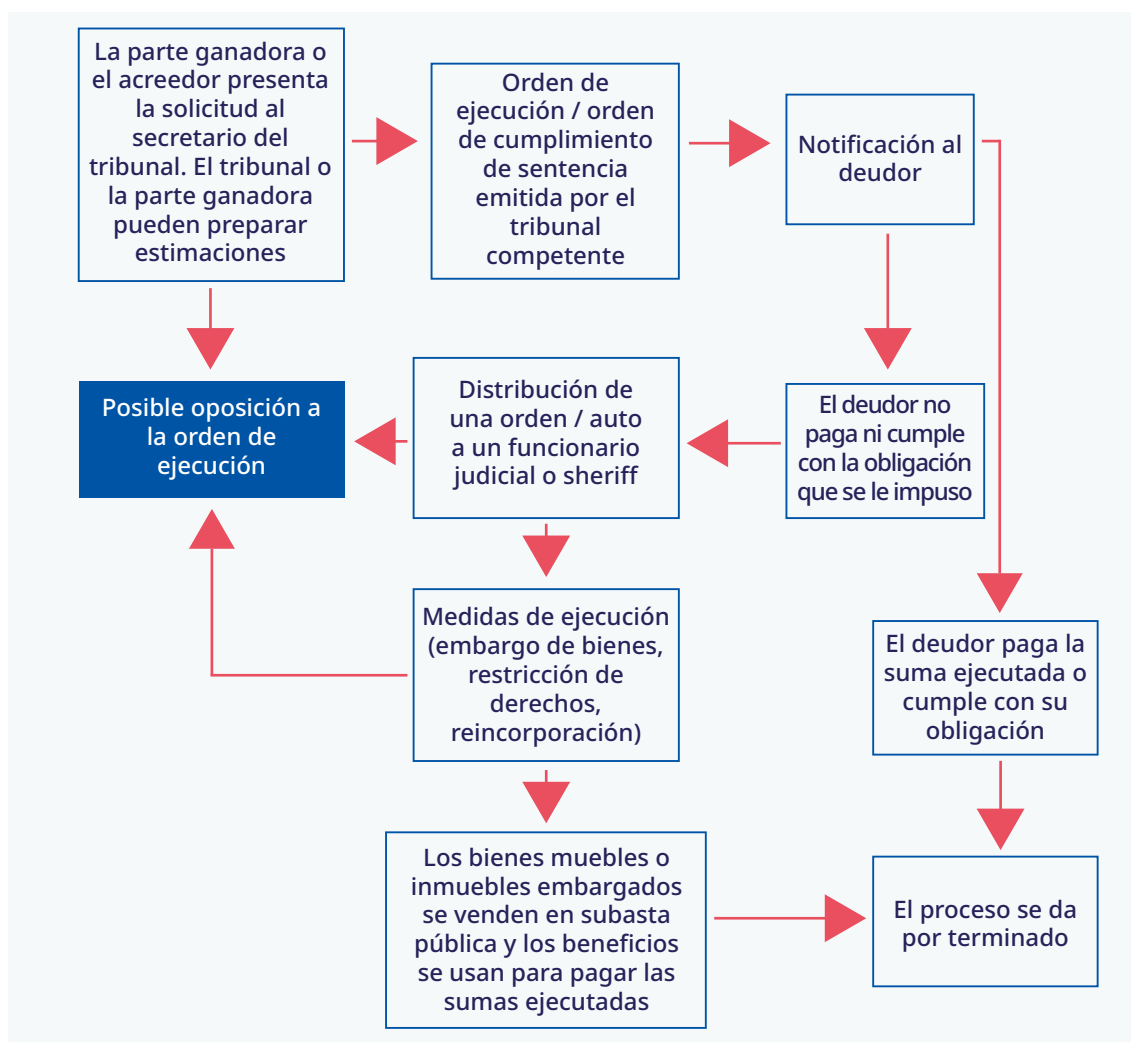 La parte ganadora o
el acreedor presenta
la solicitud al
secretario del
tribunal. El tribunal o
la parte ganadora
pueden preparar
estimaciones
Orden de
ejecución / orden
de cumplimiento
de sentencia
emitida por el
tribunal
competente
Notificación al
deudor
Posible oposición a
la orden de
ejecución
Distribución de
una orden / auto
a un funcionario
judicial o sheriff
El deudor no
paga ni cumple
con la obligación
que se le impuso
Medidas de ejecución
(embargo de bienes,
restricción de
derechos,
reincorporación)
El deudor paga la
suma ejecutada o
cumple con su
obligación
Los bienes muebles o
inmuebles embargados
se venden en subasta
pública y los beneficios
se usan para pagar las
sumas ejecutadas
El proceso se da
por terminado